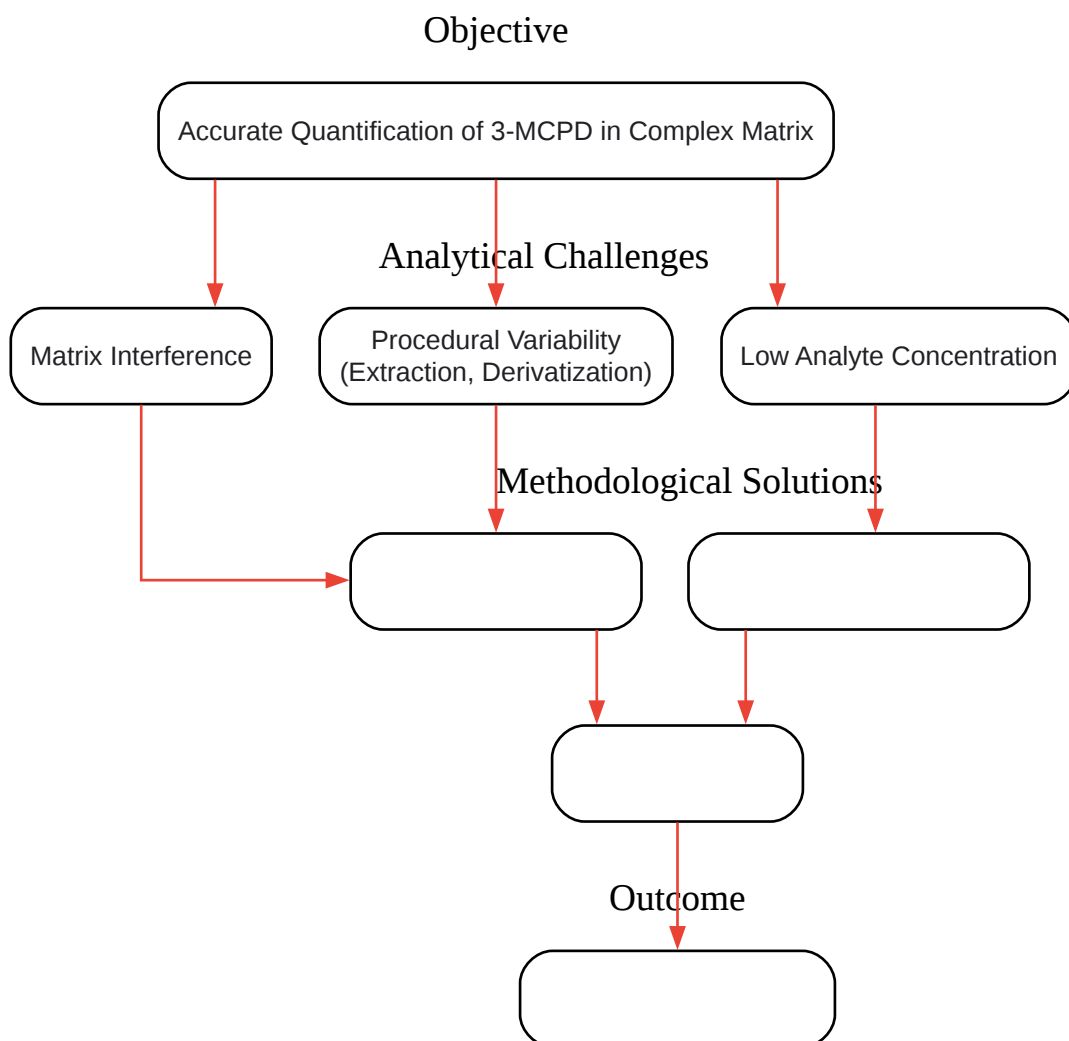 Objective
Accurate Quantification of 3-MCPD in Complex Matrix
Analytical Challenges
Matrix Interference
Procedural Variability
(Extraction, Derivatization)
Low Analyte Concentration
Methodological Solutions
Outcome